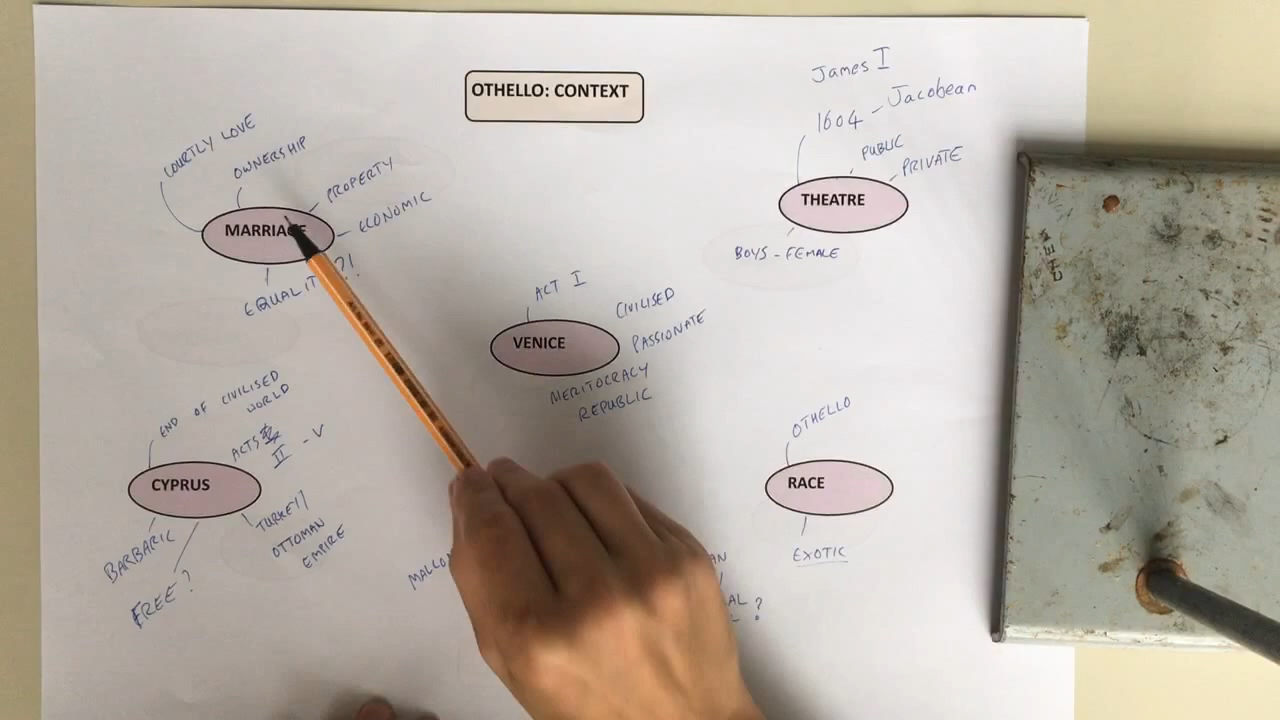 OTHELLO: CONTEXT
James I
1604 - Jacobean
PUBLIC
PRIVATE
THEATRE
BOYS - FEMALE
COURTLY LOVE
OWNERSHIP
PROPERTY
ECONOMIC
MARRIAGE
?!
ACT I
CIVILISED
PASSIONATE
VENICE
MERITOCRACY
REPUBLIC
END OF CIVILISED
WORLD
ACTS
II - V
CYPRUS
TURKEY/
OTTOMAN
EMPIRE
BARBARIC
FREE?
OTHELLO
RACE
EXOTIC
?